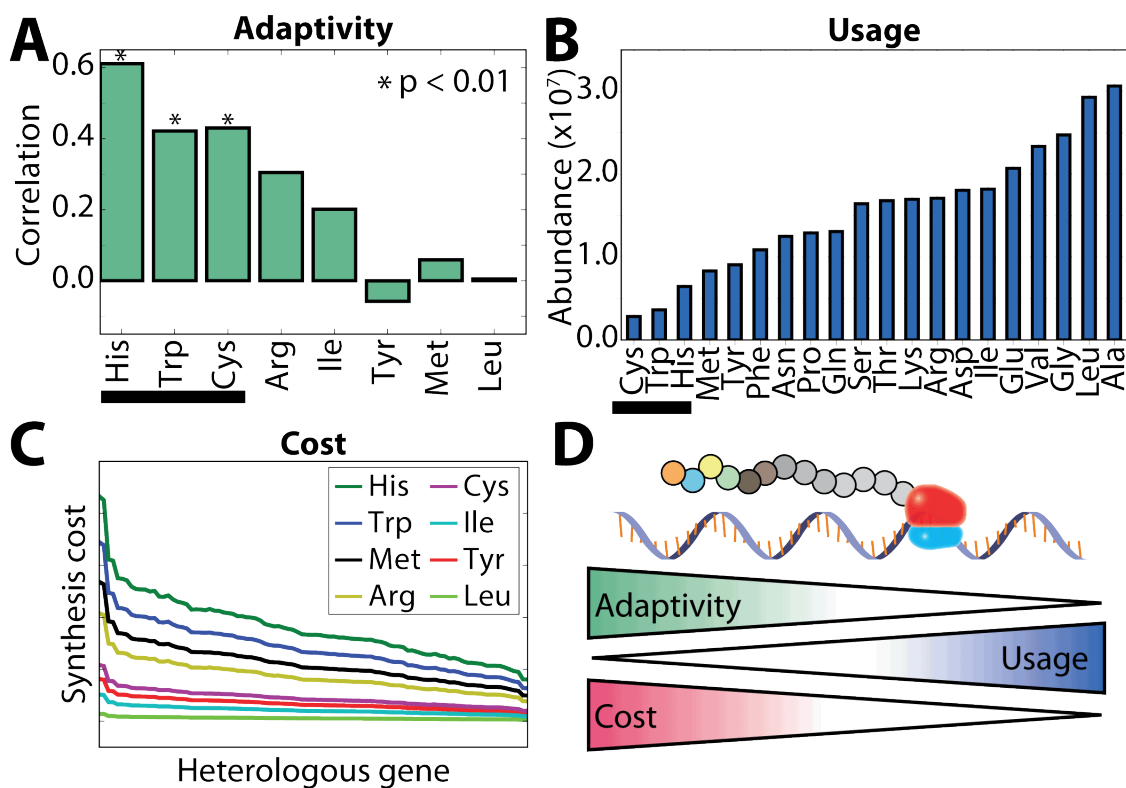 A
Adaptivity
Correlation
0.6
0.4
0.2
0.0
*
*
*
* p < 0.01
His
Trp
Cys
Arg
Ile
Tyr
Met
Leu
B
Usage
Abundance (x10⁷)
3.0
2.0
1.0
0.0
Cys
Trp
His
Met
Tyr
Phe
Asn
Pro
Gln
Ser
Thr
Lys
Arg
Asp
Ile
Glu
Val
Gly
Leu
Ala
C
Cost
Synthesis cost
His
Cys
Trp
Ile
Met
Tyr
Arg
Leu
Heterologous gene
D
Adaptivity
Usage
Cost